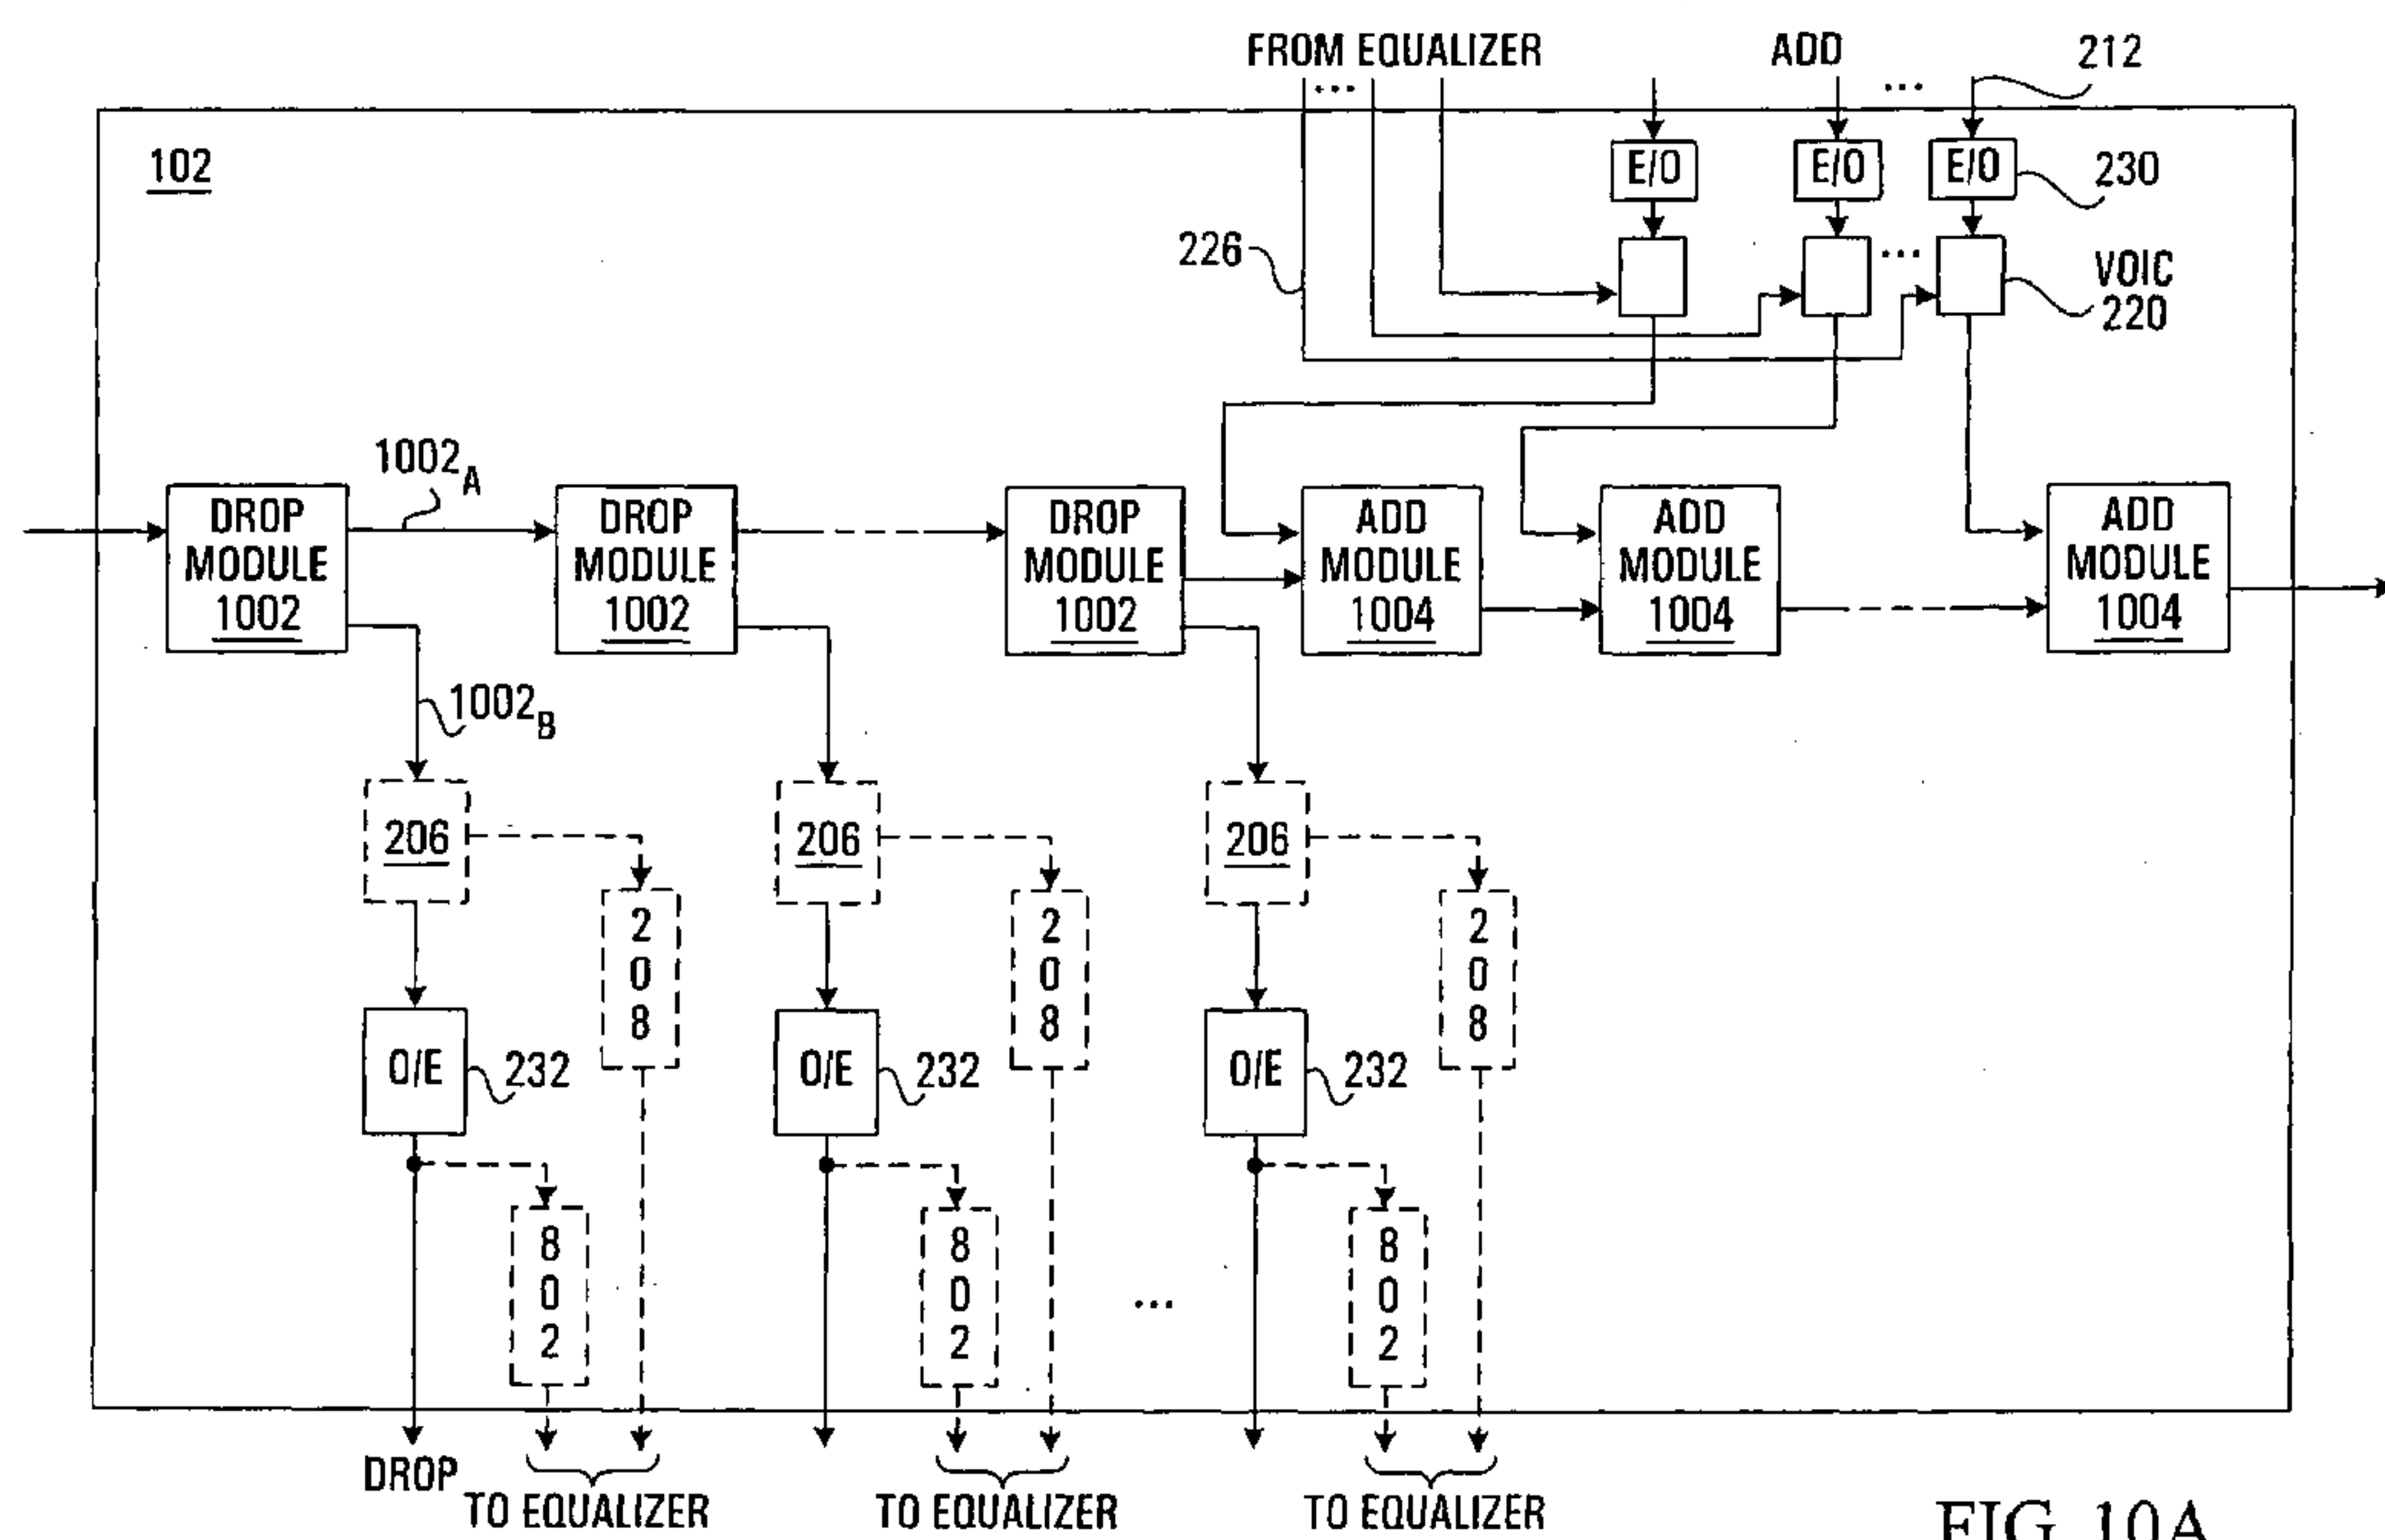 FROM EQUALIZER
ADD
212
...
...
102
E/O
E/O
E/O
230
226
...
VOIC
220
1002A
DROP
MODULE
1002
DROP
MODULE
1002
DROP
MODULE
1002
ADD
MODULE
1004
ADD
MODULE
1004
ADD
MODULE
1004
1002B
206
206
206
208
208
208
O/E
232
O/E
232
O/E
232
802
802
802
...
DROP
TO EQUALIZER
TO EQUALIZER
TO EQUALIZER
FIG. 10A